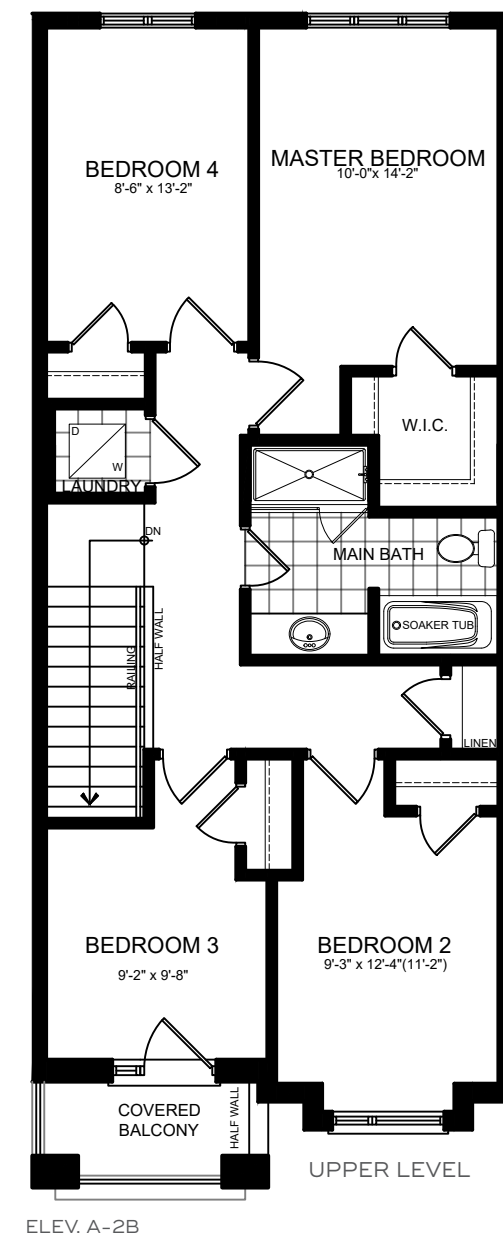 BEDROOM 4
8'-6" x 13'-2"
MASTER BEDROOM
10'-0"x 14'-2"
W.I.C.
D
W
LAUNDRY
DN
MAIN BATH
SOAKER TUB
RAILING
HALF WALL
LINEN
BEDROOM 3
9'-2" x 9'-8"
BEDROOM 2
9'-3" x 12'-4"(11'-2")
COVERED
BALCONY
HALF WALL
UPPER LEVEL
ELEV. A-2B